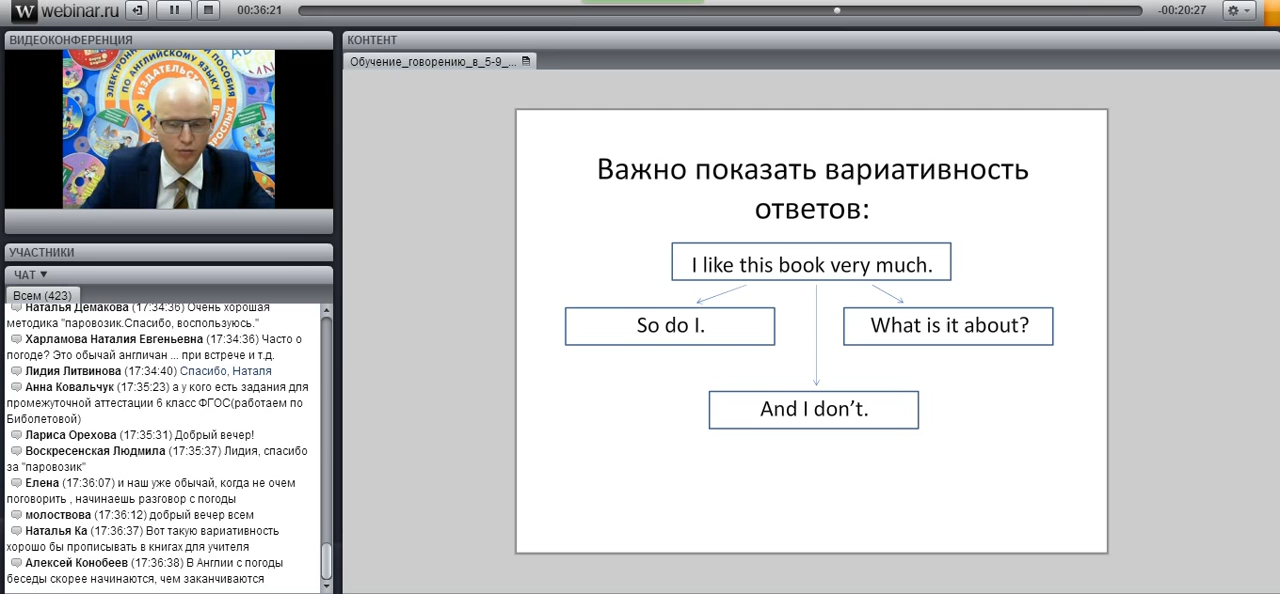 webinar.ru
00:36:21
-00:20:27
ВИДЕОКОНФЕРЕНЦИЯ
ЭЛЕКТРОННЫЕ ПОСОБИЯ
ПО АНГЛИЙСКОМУ ЯЗЫКУ
ИЗДАТЕЛЬСТВО
УЧАСТНИКИ
ЧАТ
Всем (423)
Наталья Демакова (17:34:36) Очень хорошая
методика "паровозик.Спасибо, воспользуюсь."
Харламова Наталия Евгеньевна (17:34:36) Часто о
погоде? Это обычай англичан ... при встрече и т.д.
Лидия Литвинова (17:34:40) Спасибо, Наталя
Анна Ковальчук (17:35:23) а у кого есть задания для
промежуточной аттестации 6 класс ФГОС(работаем по
Биболетовой)
Лариса Орехова (17:35:31) Добрый вечер!
Воскресенская Людмила (17:35:37) Лидия, спасибо
за "паровозик"
Елена (17:36:07) и наш уже обычай, когда не очем
поговорить , начинаешь разговор с погоды
молоствова (17:36:12) добрый вечер всем
Наталья Ка (17:36:37) Вот такую вариативность
хорошо бы прописывать в книгах для учителя
Алексей Конобеев (17:36:38) В Англии с погоды
беседы скорее начинаются, чем заканчиваются
КОНТЕНТ
Обучение_говорению_в_5-9_...
Важно показать вариативность
ответов:
I like this book very much.
So do I.
What is it about?
And I don't.